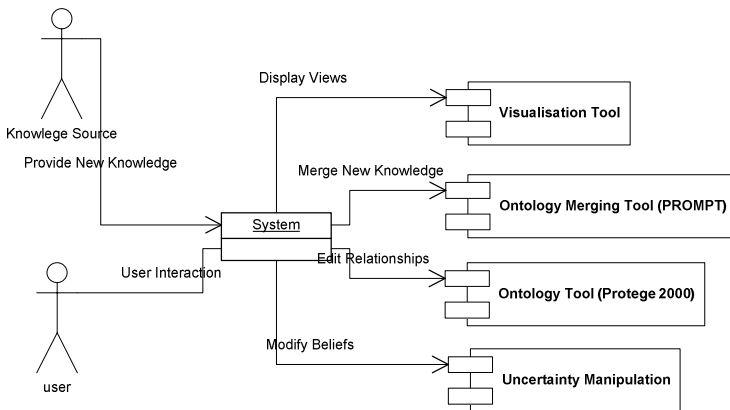 Display Views
Visualisation Tool
Knowlege Source
Provide New Knowledge
Merge New Knowledge
Ontology Merging Tool (PROMPT)
System
User Interaction
Edit Relationships
Ontology Tool (Protege 2000)
Modify Beliefs
user
Uncertainty Manipulation